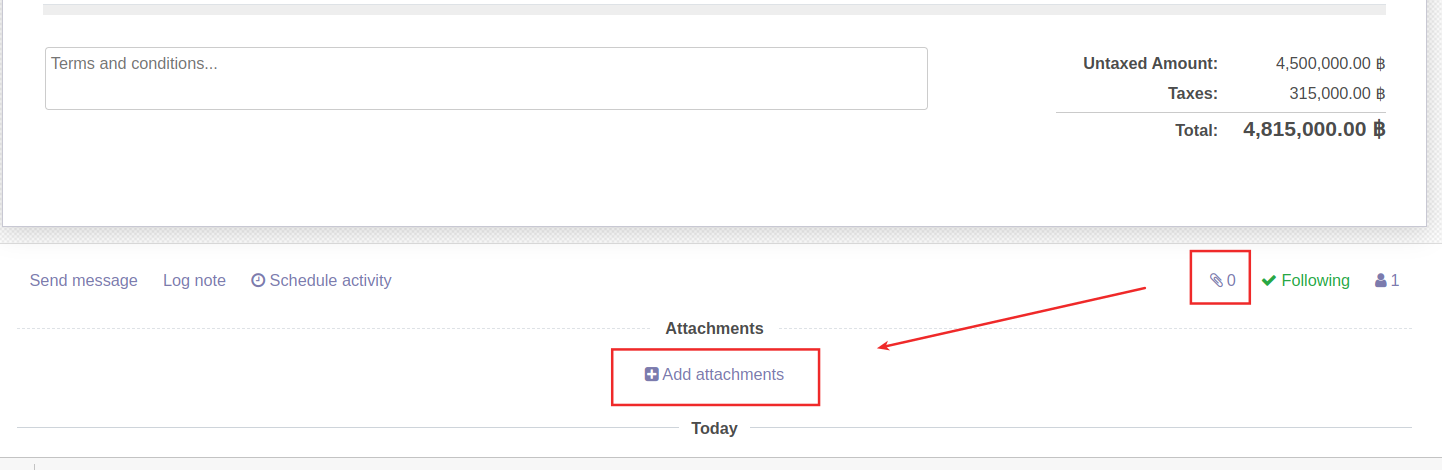 Terms and conditions...
Untaxed Amount: 4,500,000.00 ฿
Taxes: 315,000.00 ฿
Total: 4,815,000.00 ฿
Send message Log note Schedule activity 0 Following 1
Attachments
Add attachments
Today